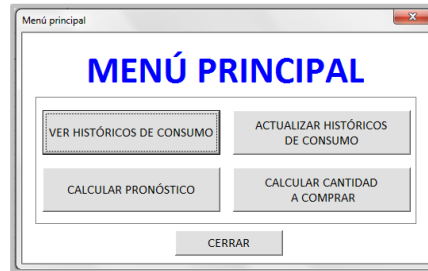 Menú principal
MENÚ PRINCIPAL
VER HISTÓRICOS DE CONSUMO
ACTUALIZAR HISTÓRICOS
DE CONSUMO
CALCULAR PRONÓSTICO
CALCULAR CANTIDAD
A COMPRAR
CERRAR